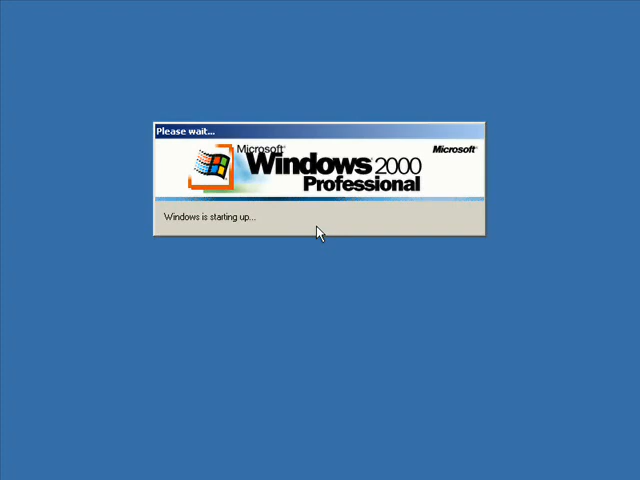 Please wait...
Microsoft
Microsoft
Windows 2000
Professional
Windows is starting up...